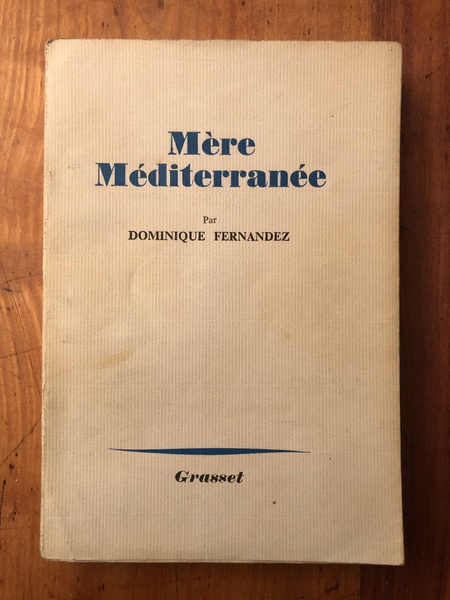 Mère
Méditerranée
Par
DOMINIQUE FERNANDEZ
Grasset